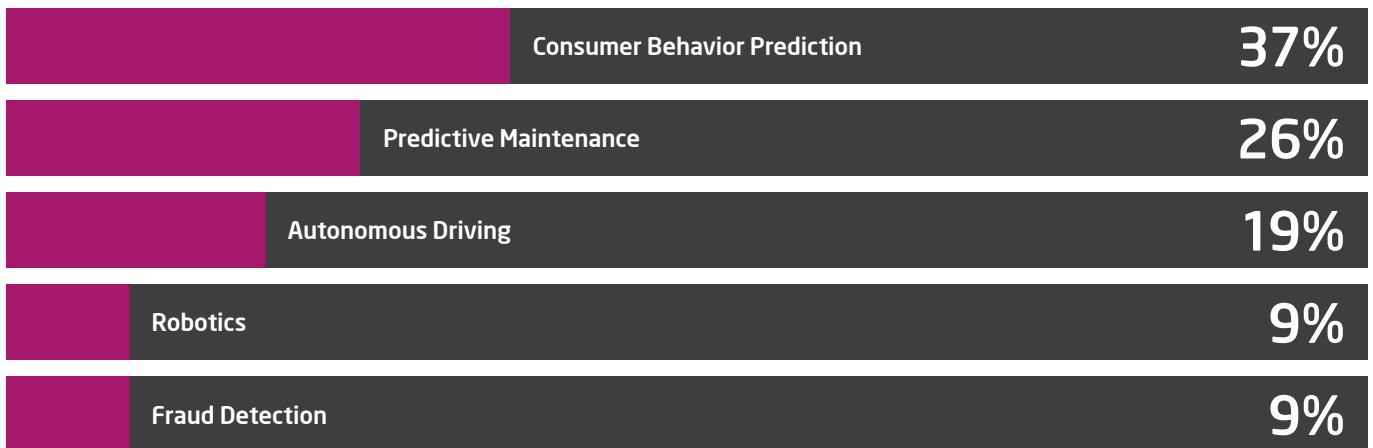 Consumer Behavior Prediction 37%
Predictive Maintenance 26%
Autonomous Driving 19%
Robotics 9%
Fraud Detection 9%